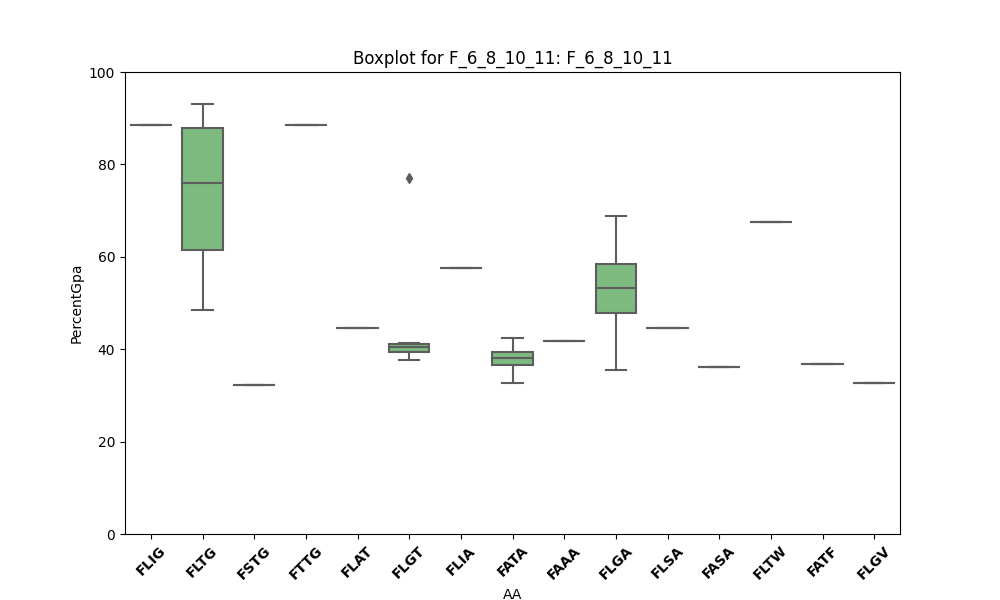 Boxplot for F_6_8_10_11: F_6_8_10_11
100
80
60
40
20
0
PercentGpa
FLIG FLTG FSTG FTTG FLAT FLGT FLIA FATA FAAA FLGA FLSA FASA FLTW FATF FLGV
AA